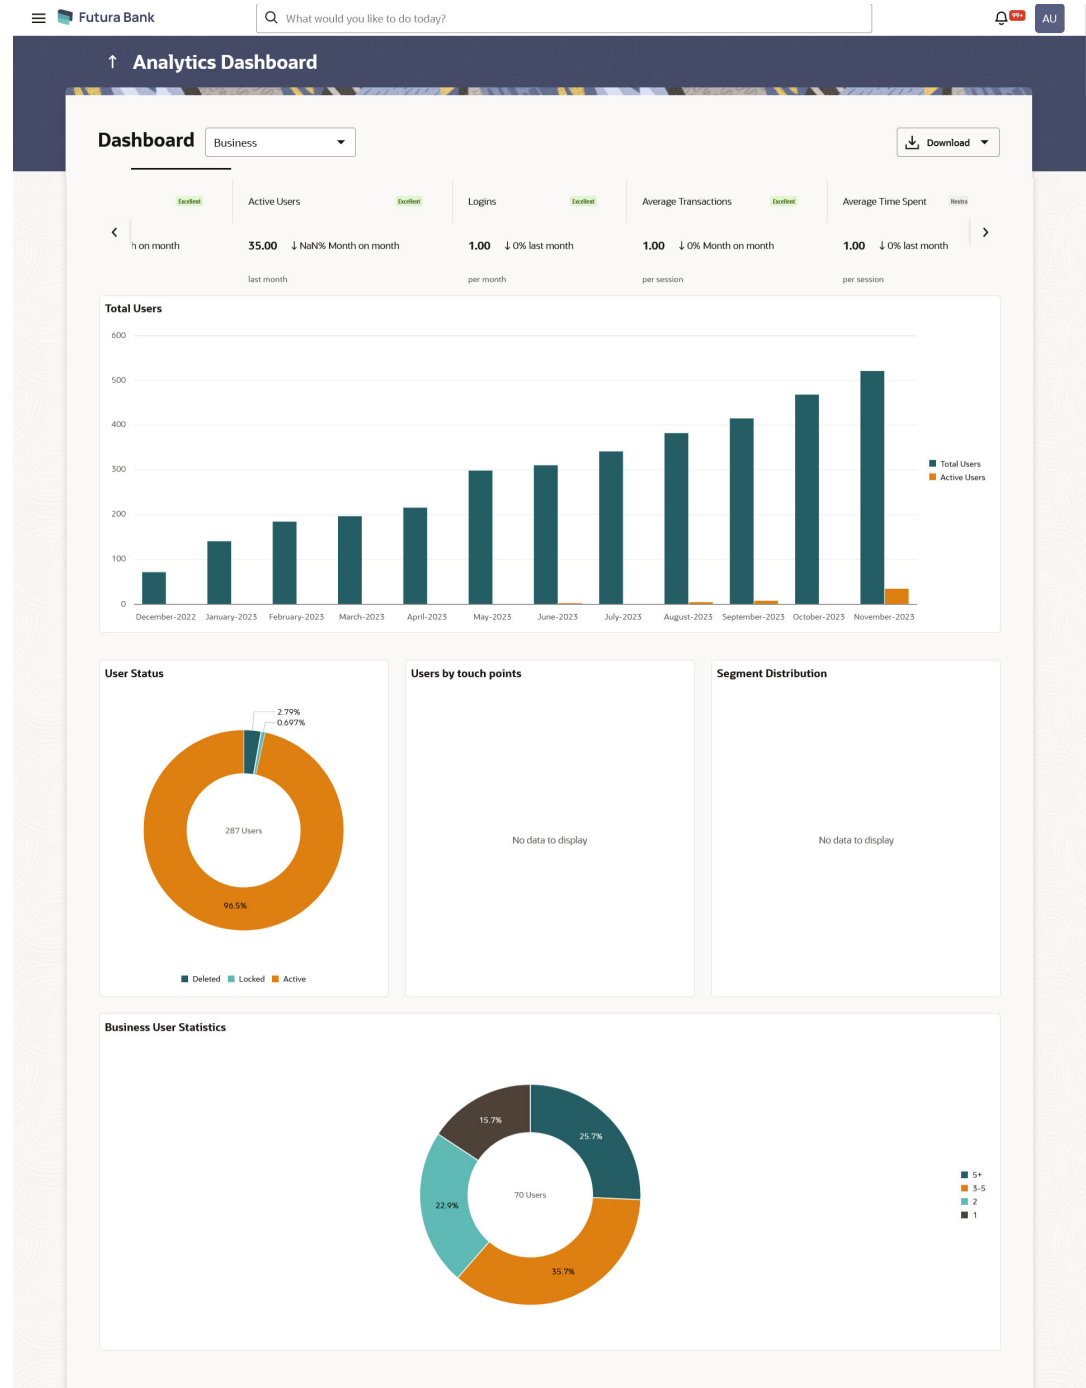 Futura Bank
What would you like to do today?
99+
AU
↑ Analytics Dashboard
Dashboard
Business
Download
Excellent
Active Users
Excellent
Logins
Excellent
Average Transactions
Excellent
Average Time Spent
Neutra
h on month
35.00 ↓ NaN% Month on month
1.00 ↓ 0% last month
1.00 ↓ 0% Month on month
1.00 ↓ 0% last month
last month
per month
per session
per session
Total Users
600
500
400
300
200
100
0
December-2022 January-2023 February-2023 March-2023 April-2023 May-2023 June-2023 July-2023 August-2023 September-2023 October-2023 November-2023
Total Users
Active Users
User Status
2.79%
0.697%
287 Users
96.5%
Deleted Locked Active
Users by touch points
No data to display
Segment Distribution
No data to display
Business User Statistics
15.7%
25.7%
70 Users
22.9%
35.7%
5+
3-5
2
1